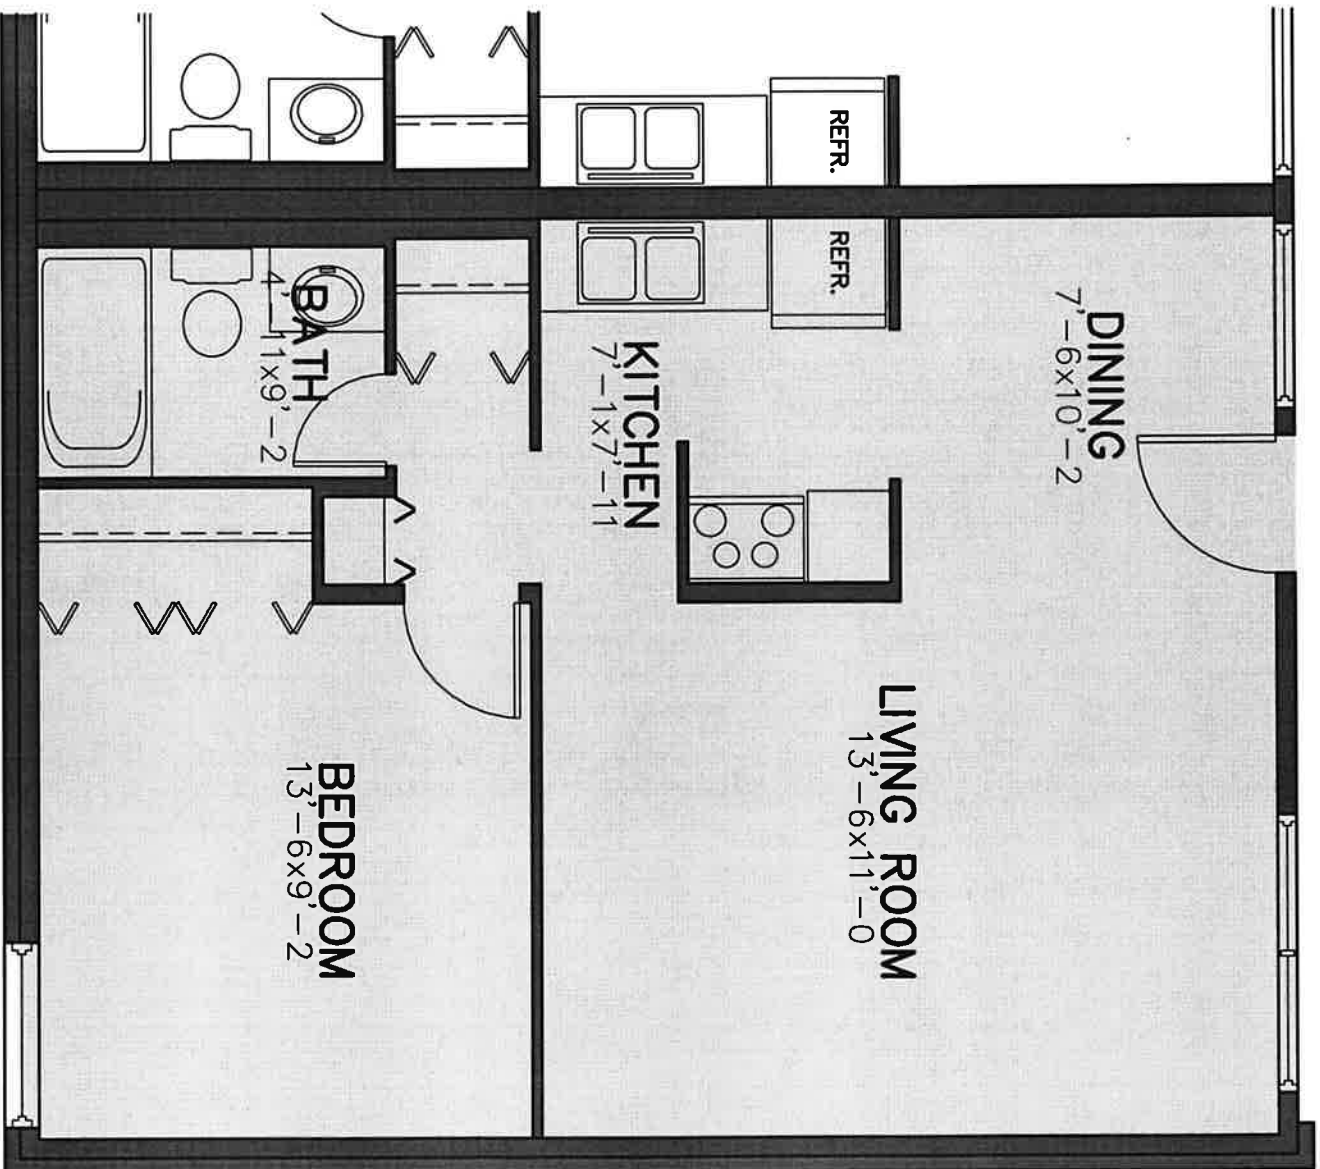 REFR.
REFR.
DINING
7'-6x10'-2
KITCHEN
7'-1x7'-11
BATH
4'-11x9'-2
LIVING ROOM
13'-6x11'-0
BEDROOM
13'-6x9'-2